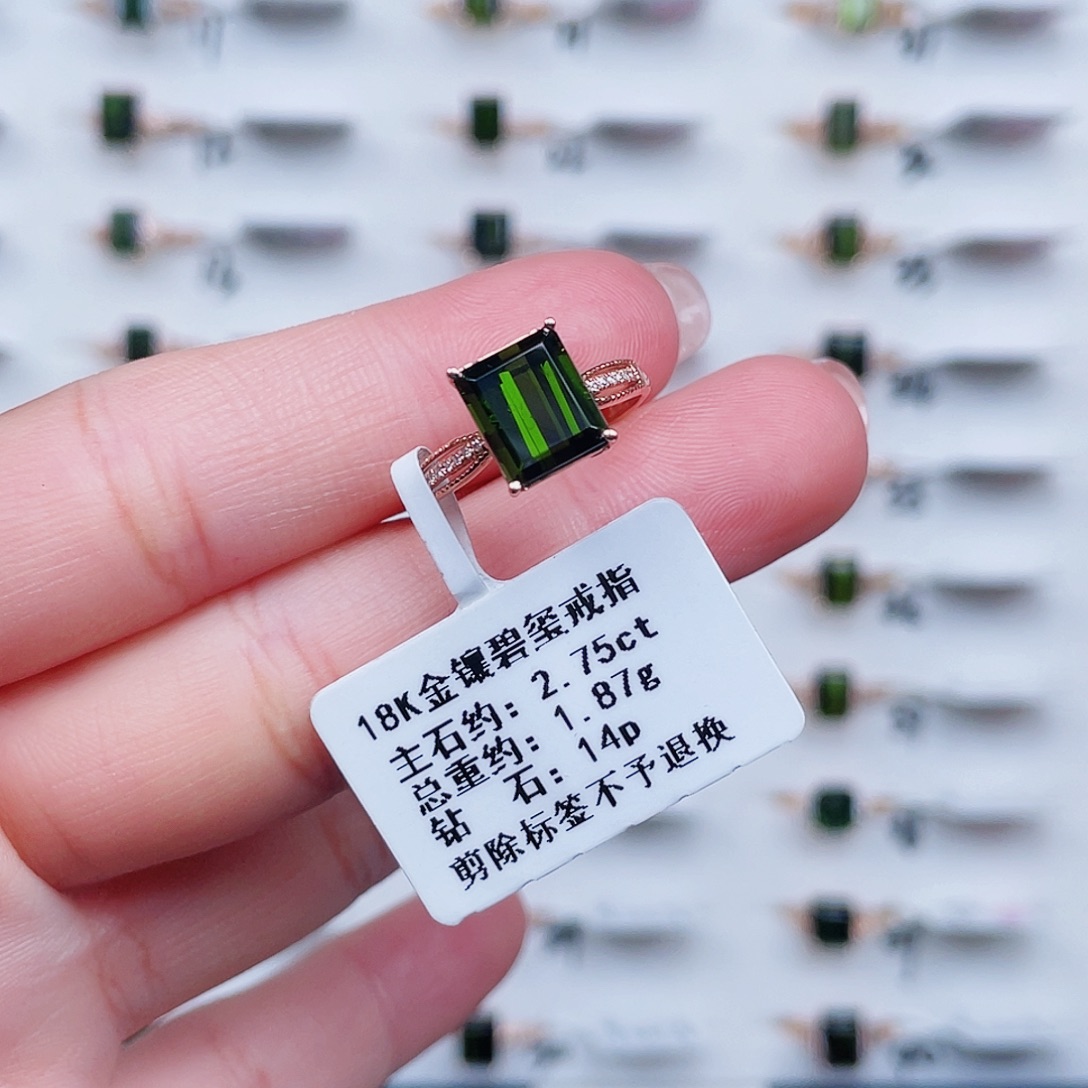 18K金镶碧玺戒指
主石约: 2.75ct
总重约: 1.87g
钻 石: 14p
剪除标签不予退换